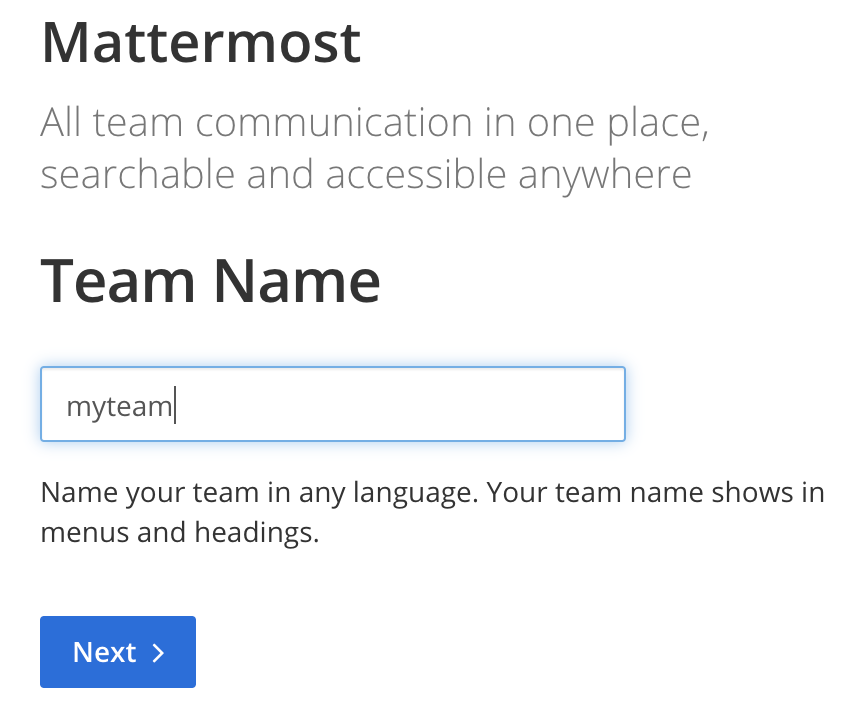 Mattermost
All team communication in one place,
searchable and accessible anywhere
Team Name
myteam
Name your team in any language. Your team name shows in
menus and headings.
Next